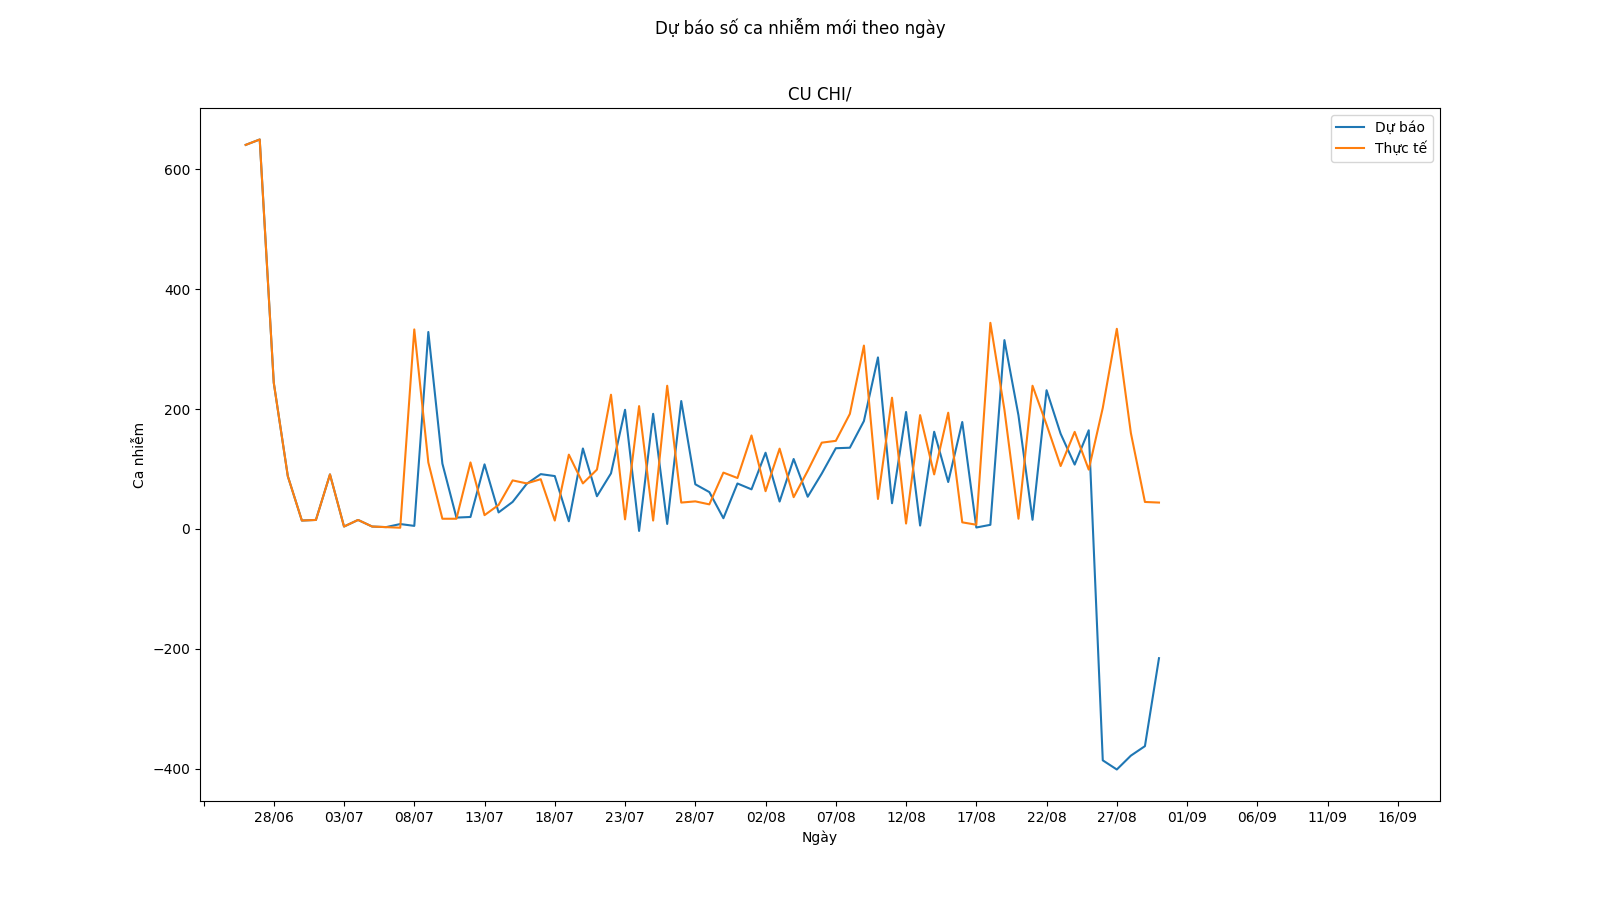 Dự báo số ca nhiễm mới theo ngày
CU CHI/
Dự báo
Thực tế
600
400
200
0
−200
−400
Ca nhiễm
28/06 03/07 08/07 13/07 18/07 23/07 28/07 02/08 07/08 12/08 17/08 22/08 27/08 01/09 06/09 11/09 16/09
Ngày